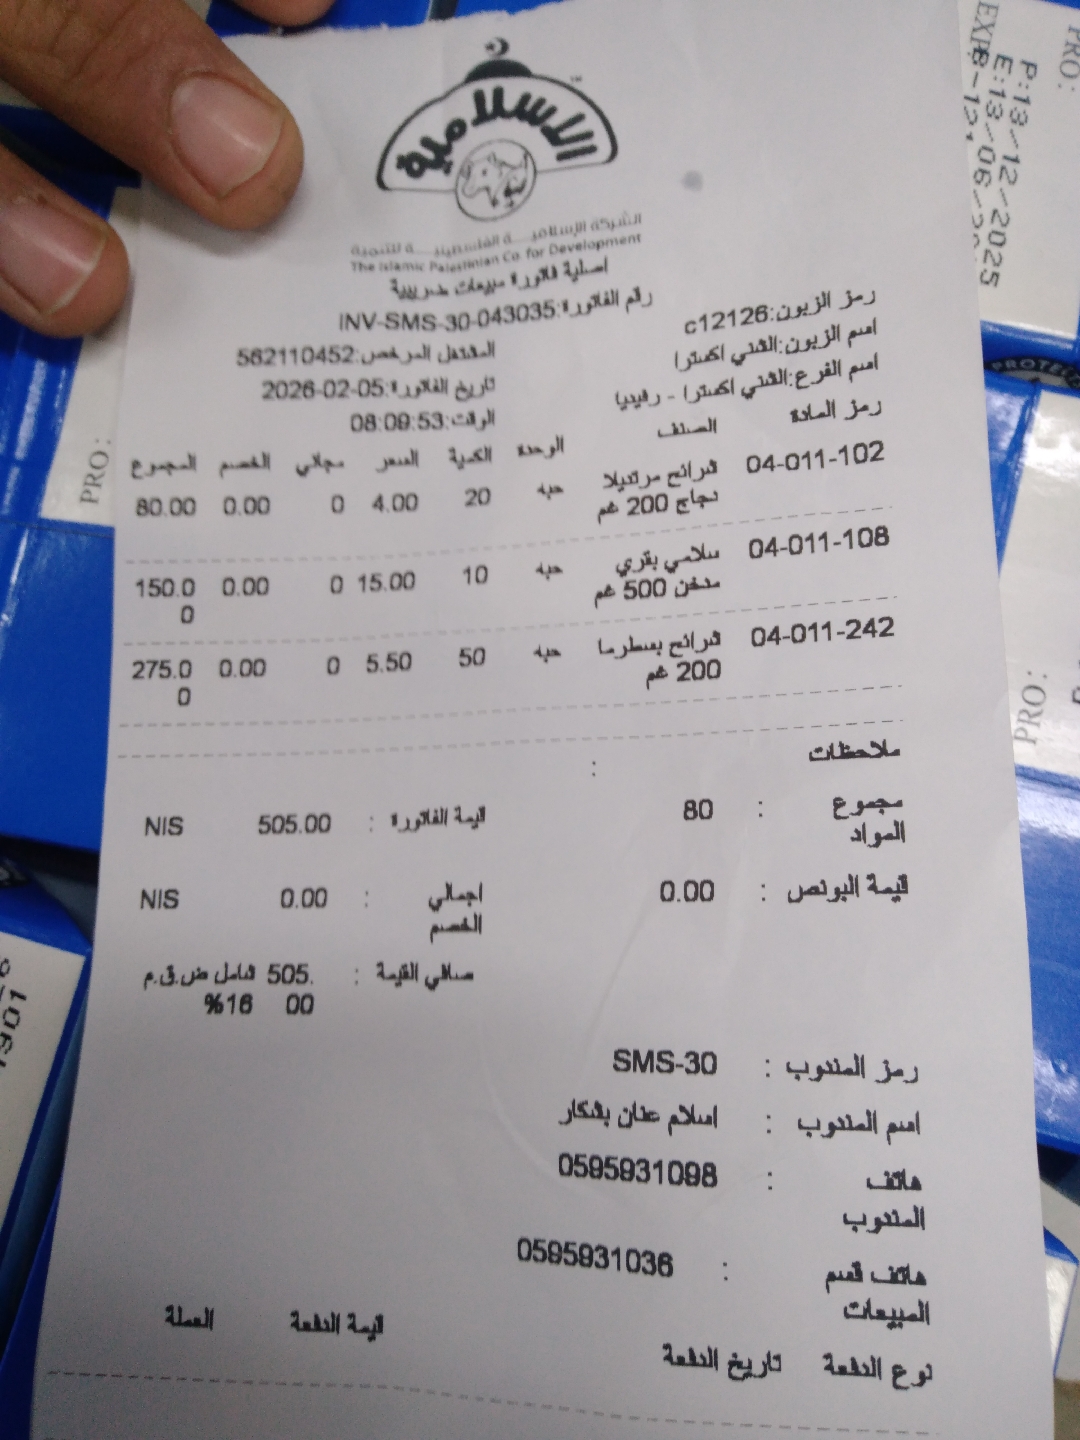 الإسلامية
الشركة الإسلامية الفلسطينية للتنمية
The Islamic Palestinian Co. for Development
اصلية فاتورة مبيعات ضريبية
رقم الفاتورة:INV-SMS-30-043035
رمز الزبون:c12126
المشتغل المرخص:562110452
اسم الزبون:الشني اكسترا
تاريخ الفاتورة:2026-02-05
اسم الفرع:الشني اكسترا - رفيديا
الوقت:08:09:53
رمز المادة الصنف الوحدة الكمية السعر مجاني الخصم المجموع
04-011-102 شرائح مرتديلا دجاج 200 غم حبه 20 4.00 0 0.00 80.00
04-011-108 سلامي بقري مدخن 500 غم حبه 10 15.00 0 0.00 150.00
04-011-242 شرائح بسطرما 200 غم حبه 50 5.50 0 0.00 275.00
ملاحظات :
مجموع المواد : 80 قيمة الفاتورة : 505.00 NIS
قيمة البونص : 0.00 اجمالي الخصم : 0.00 NIS
صافي القيمة : 505.00 شامل ض.ق.م 16%
رمز المندوب : SMS-30
اسم المندوب : اسلام عنان بشكار
هاتف المندوب : 0595931098
هاتف قسم المبيعات : 0595931036
نوع الدفعة تاريخ الدفعة قيمة الدفعة العملة
PRO:
P:13/12/2025
PRO:
PRO: